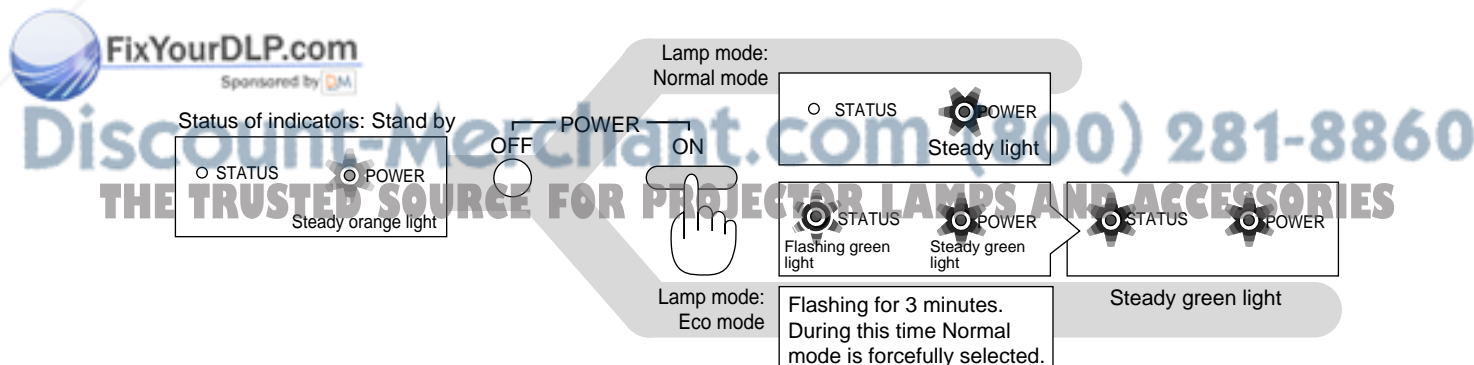 FixYourDLP.com
Sponsored by DM
Discount-Merchant.com (800) 281-8860
THE TRUSTED SOURCE FOR PROJECTOR LAMPS AND ACCESSORIES
Status of indicators: Stand by
STATUS
POWER
Steady orange light
POWER
OFF
ON
Lamp mode:
Normal mode
STATUS
POWER
Steady light
STATUS
POWER
Flashing green
light
Steady green
light
STATUS
POWER
Steady green light
Lamp mode:
Eco mode
Flashing for 3 minutes.
During this time Normal
mode is forcefully selected.